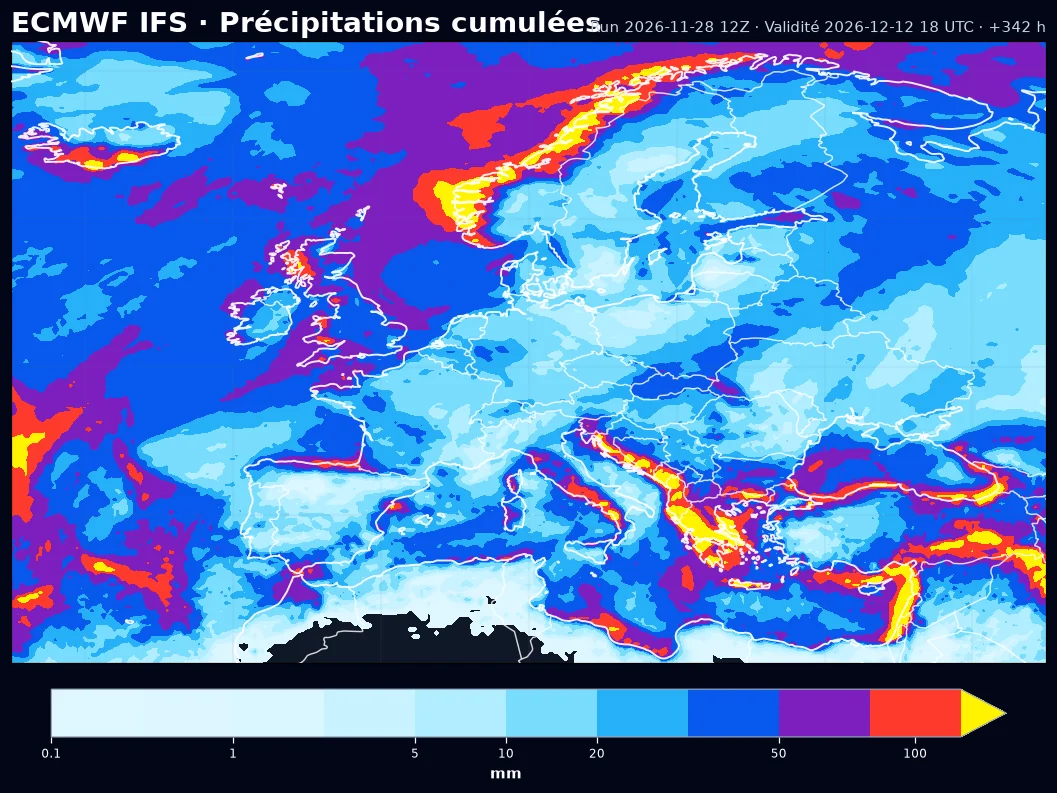 ECMWF IFS · Précipitations cumulées
Run 2026-11-28 12Z · Validité 2026-12-12 18 UTC · +342 h
0.1 1 5 10 20 50 100
mm